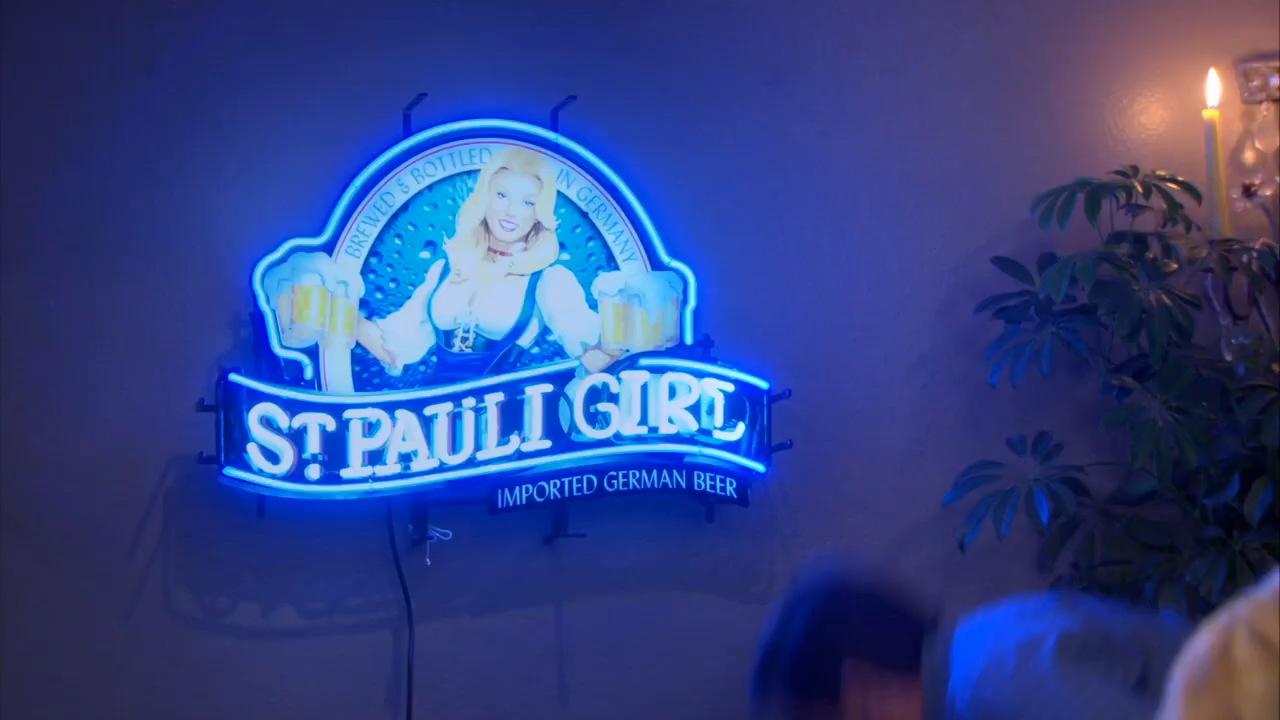 BREWED & BOTTLED IN GERMANY
ST. PAULI GIRL
IMPORTED GERMAN BEER